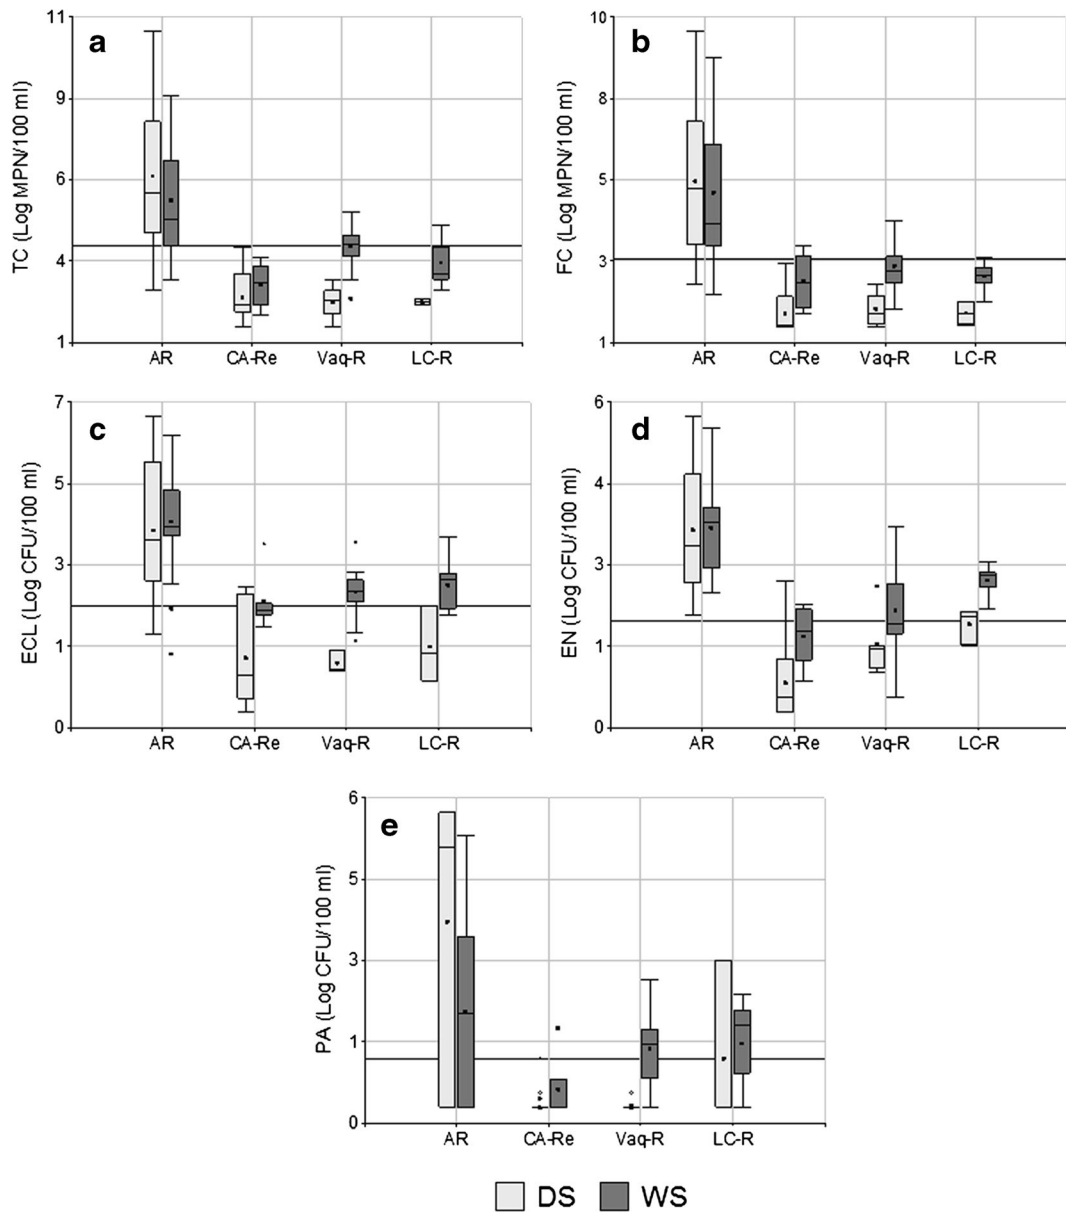 a
TC (Log MPN/100 ml)
11
9
6
4
1
AR CA-Re Vaq-R LC-R
b
FC (Log MPN/100 ml)
10
8
5
3
1
AR CA-Re Vaq-R LC-R
c
ECL (Log CFU/100 ml)
7
5
3
1
0
AR CA-Re Vaq-R LC-R
d
EN (Log CFU/100 ml)
6
4
3
1
0
AR CA-Re Vaq-R LC-R
e
PA (Log CFU/100 ml)
6
5
3
1
0
AR CA-Re Vaq-R LC-R
DS WS